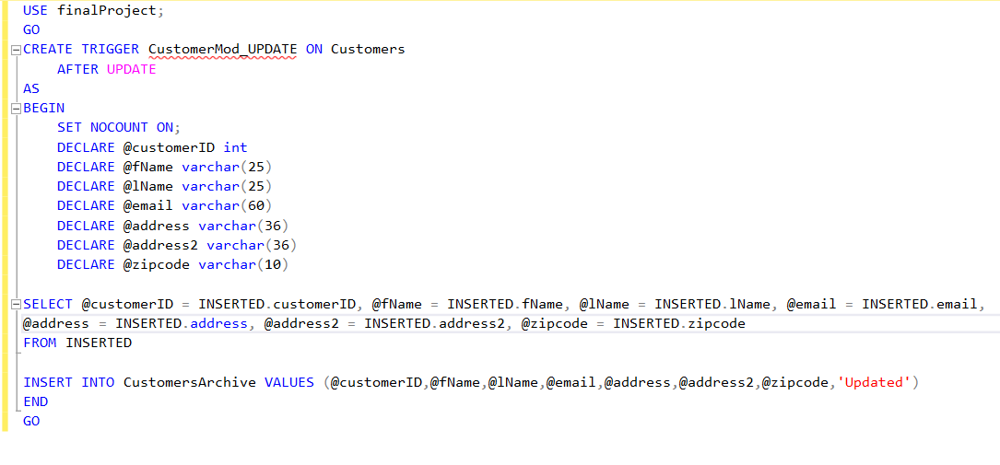 USE finalProject;
GO
CREATE TRIGGER CustomerMod_UPDATE ON Customers
AFTER UPDATE
AS
BEGIN
SET NOCOUNT ON;
DECLARE @customerID int
DECLARE @fName varchar(25)
DECLARE @lName varchar(25)
DECLARE @email varchar(60)
DECLARE @address varchar(36)
DECLARE @address2 varchar(36)
DECLARE @zipcode varchar(10)
SELECT @customerID = INSERTED.customerID, @fName = INSERTED.fName, @lName = INSERTED.lName, @email = INSERTED.email,
@address = INSERTED.address, @address2 = INSERTED.address2, @zipcode = INSERTED.zipcode
FROM INSERTED
INSERT INTO CustomersArchive VALUES (@customerID,@fName,@lName,@email,@address,@address2,@zipcode,'Updated')
END
GO